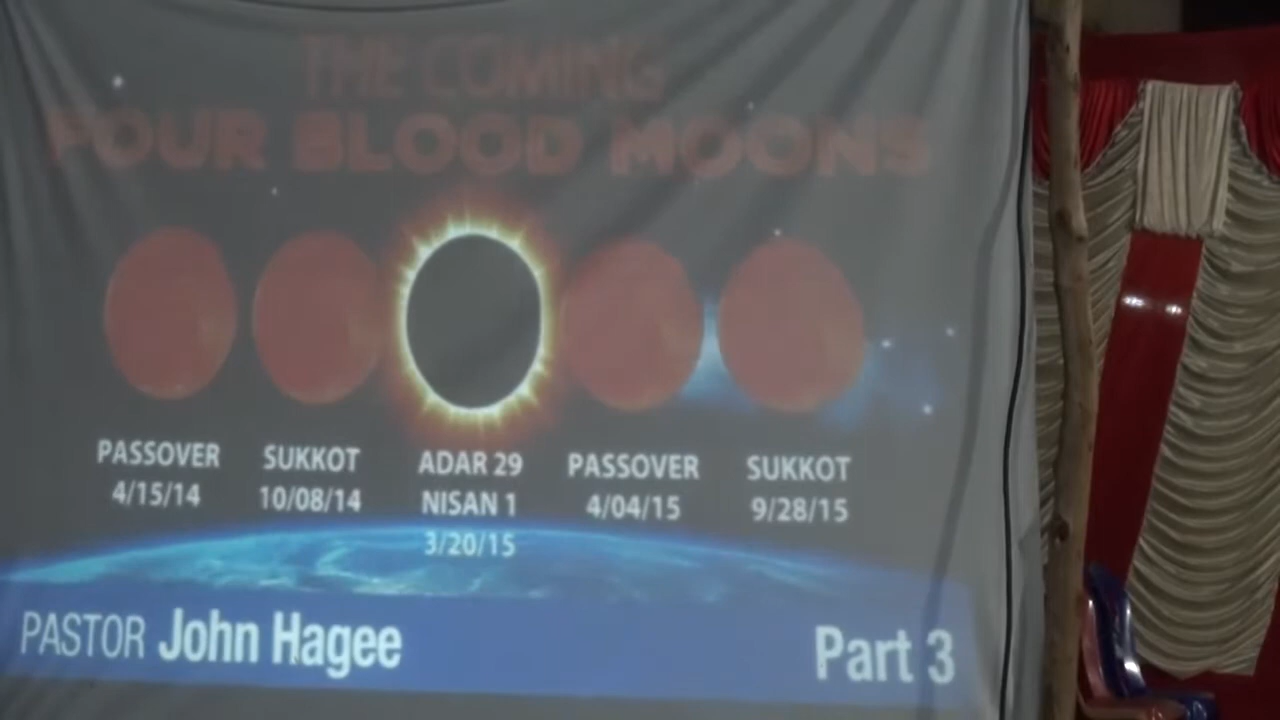 THE COMING
FOUR BLOOD MOONS
PASSOVER
4/15/14
SUKKOT
10/08/14
ADAR 29
NISAN 1
3/20/15
PASSOVER
4/04/15
SUKKOT
9/28/15
PASTOR John Hagee
Part 3